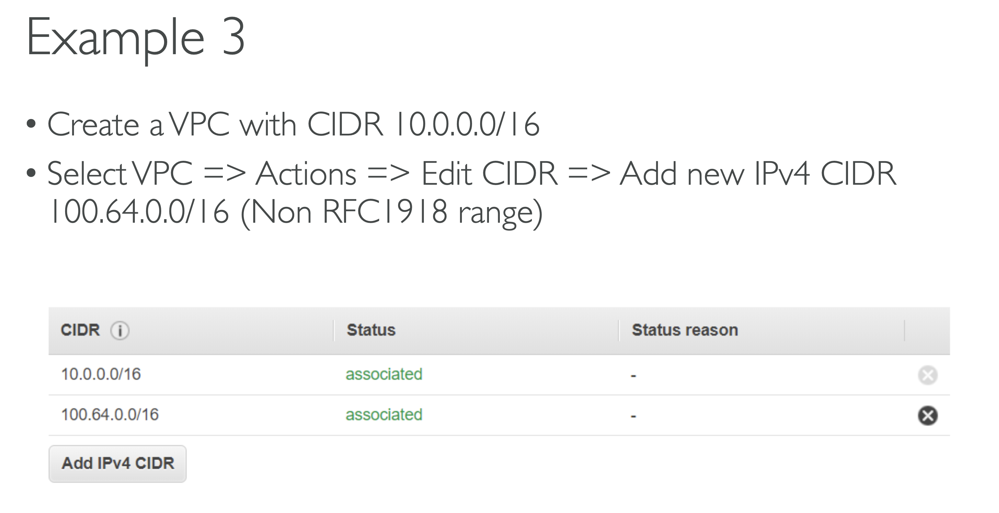 Example 3
• Create a VPC with CIDR 10.0.0.0/16
• Select VPC => Actions => Edit CIDR => Add new IPv4 CIDR
100.64.0.0/16 (Non RFC1918 range)
CIDR i Status Status reason
10.0.0.0/16 associated -
100.64.0.0/16 associated -
Add IPv4 CIDR